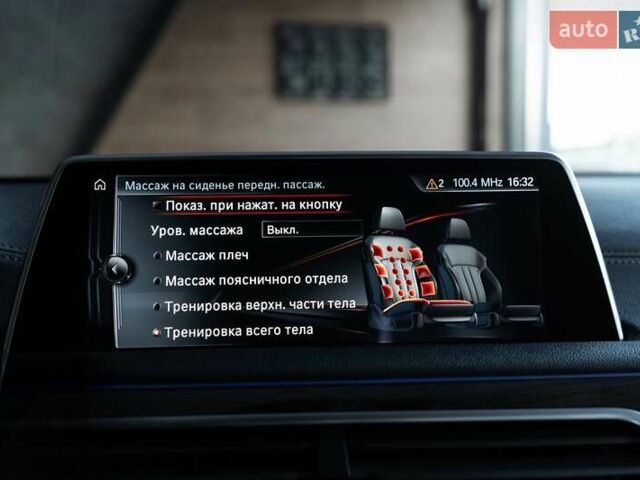 auto
Массаж на сиденье передн. пассаж.
2 100.4 MHz 16:32
Показ. при нажат. на кнопку
Уров. массажа Выкл.
Массаж плеч
Массаж поясничного отдела
Тренировка верхн. части тела
Тренировка всего тела